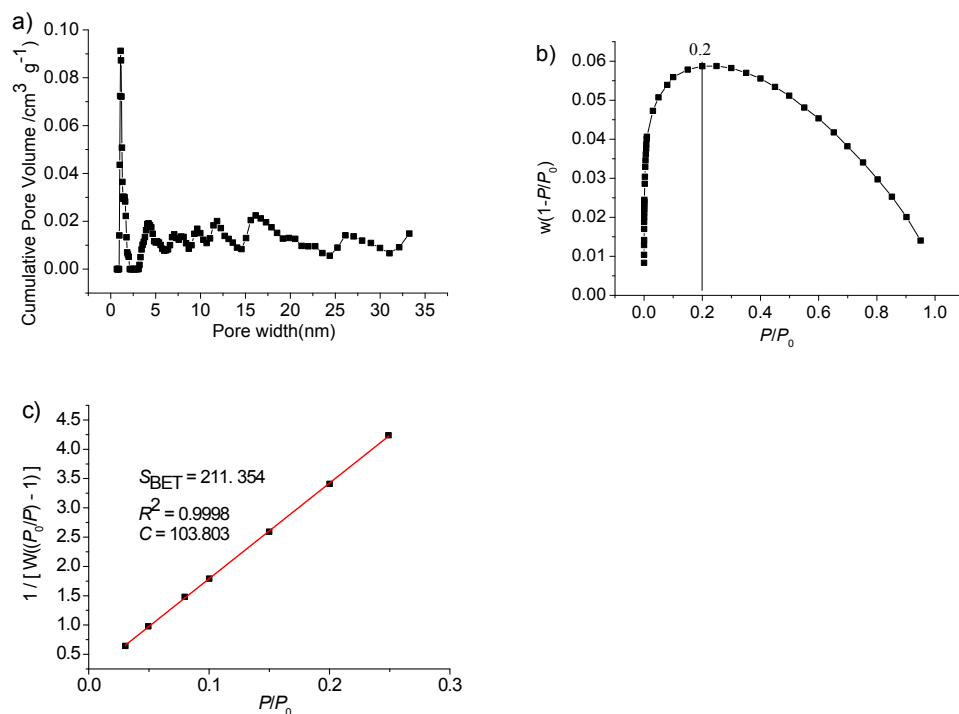 a)
Cumulative Pore Volume /cm³ g⁻¹)
0.10
0.08
0.06
0.04
0.02
0.00
0 5 10 15 20 25 30 35
Pore width(nm)
b)
0.2
w(1-P/P₀)
0.07
0.06
0.05
0.04
0.03
0.02
0.01
0.00
0.0 0.2 0.4 0.6 0.8 1.0
P/P₀
c)
1 / [ W((P₀/P) - 1) ]
4.5
4.0
3.5
3.0
2.5
2.0
1.5
1.0
0.5
S_BET = 211. 354
R² = 0.9998
C = 103.803
0.0 0.1 0.2 0.3
P/P₀